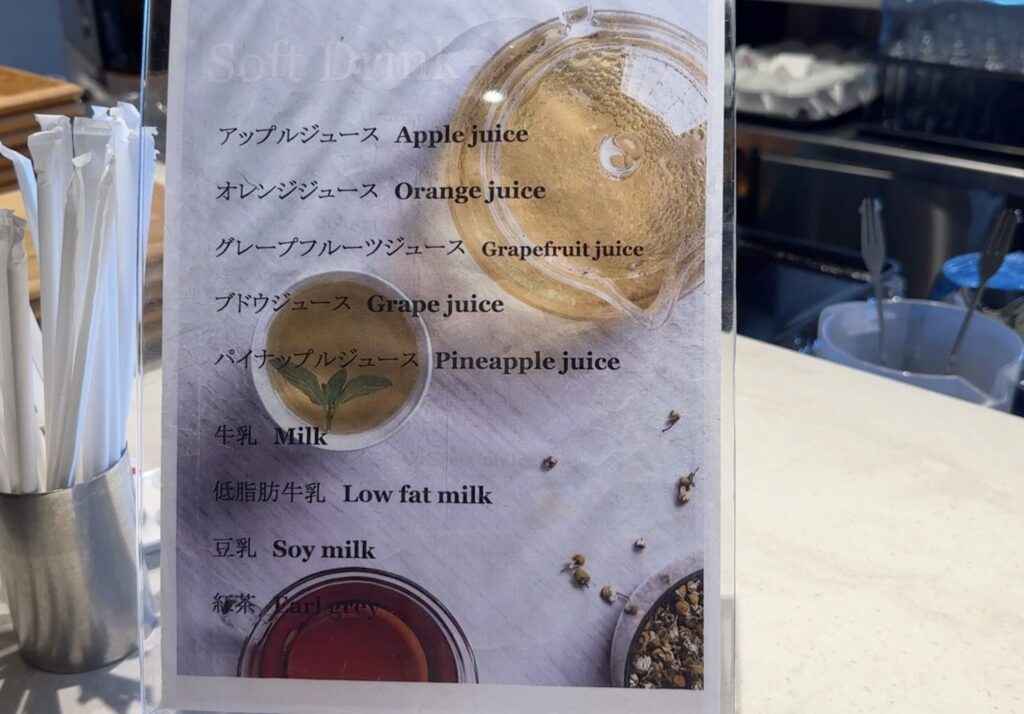 Soft Drink
アップルジュース Apple juice
オレンジジュース Orange juice
グレープフルーツジュース Grapefruit juice
ブドウジュース Grape juice
パイナップルジュース Pineapple juice
牛乳 Milk
低脂肪牛乳 Low fat milk
豆乳 Soy milk
紅茶 Earl grey